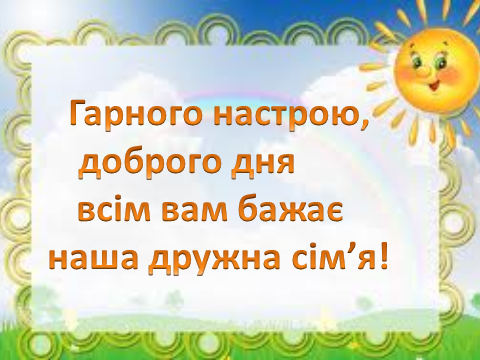 Гарного настрою,
доброго дня
всім вам бажає
наша дружна сім’я!